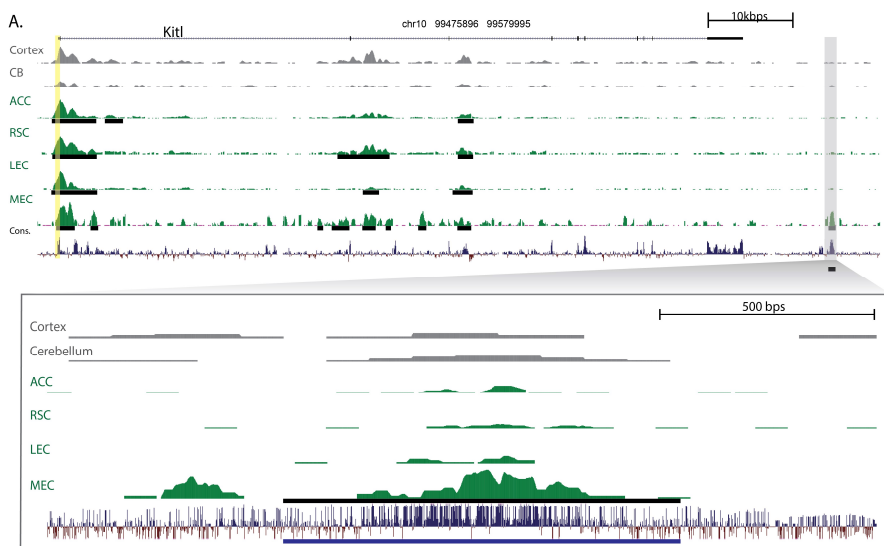 A.
Kitl
chr10 99475896 99579995
10kbps
Cortex
CB
ACC
RSC
LEC
MEC
Cons.
500 bps
Cortex
Cerebellum
ACC
RSC
LEC
MEC